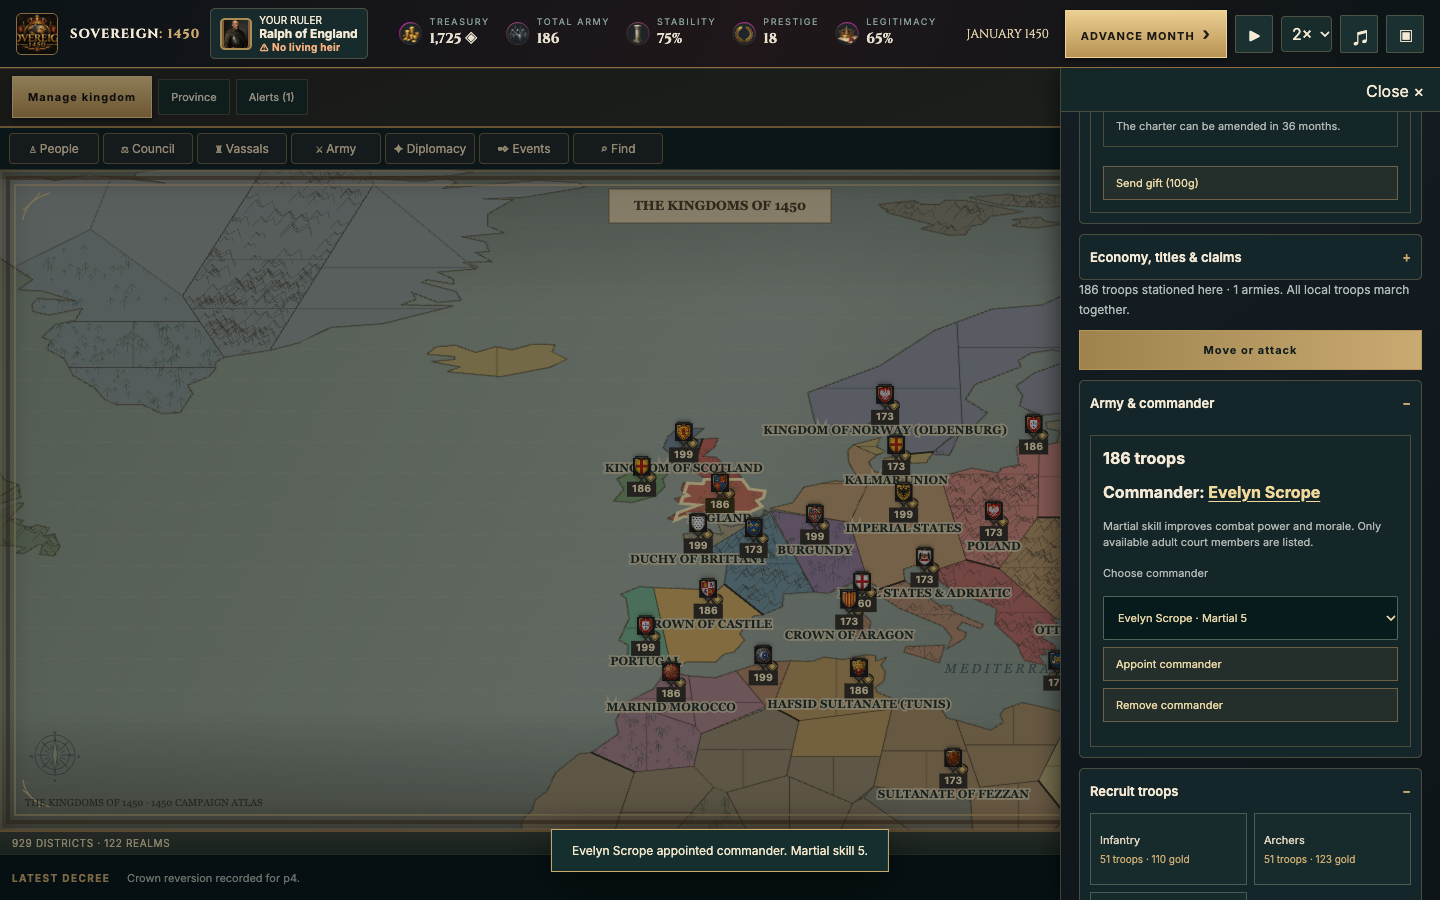 SOVEREIGN: 1450
YOUR RULER
Ralph of England
⚠ No living heir
TREASURY
1,725 ◈
TOTAL ARMY
186
STABILITY
75%
PRESTIGE
18
LEGITIMACY
65%
JANUARY 1450
ADVANCE MONTH ›
2×
Manage kingdom
Province
Alerts (1)
Close ×
People
Council
Vassals
Army
Diplomacy
Events
Find
THE KINGDOMS OF 1450
173
KINGDOM OF NORWAY (OLDENBURG)
199
186
KINGDOM OF SCOTLAND
173
KALMAR UNION
186
186
199
IMPERIAL STATES
173
POLAND
199
DUCHY OF BRITTANY
173
199
BURGUNDY
173
STATES & ADRIATIC
60
186
CROWN OF CASTILE
173
CROWN OF ARAGON
199
PORTUGAL
199
186
MARINID MOROCCO
186
HAFSID SULTANATE (TUNIS)
173
SULTANATE OF FEZZAN
THE KINGDOMS OF 1450 · 1450 CAMPAIGN ATLAS
929 DISTRICTS · 122 REALMS
LATEST DECREE
Crown reversion recorded for p4.
Evelyn Scrope appointed commander. Martial skill 5.
The charter can be amended in 36 months.
Send gift (100g)
Economy, titles & claims +
186 troops stationed here · 1 armies. All local troops march
together.
Move or attack
Army & commander −
186 troops
Commander: Evelyn Scrope
Martial skill improves combat power and morale. Only
available adult court members are listed.
Choose commander
Evelyn Scrope · Martial 5
Appoint commander
Remove commander
Recruit troops −
Infantry
51 troops · 110 gold
Archers
51 troops · 123 gold